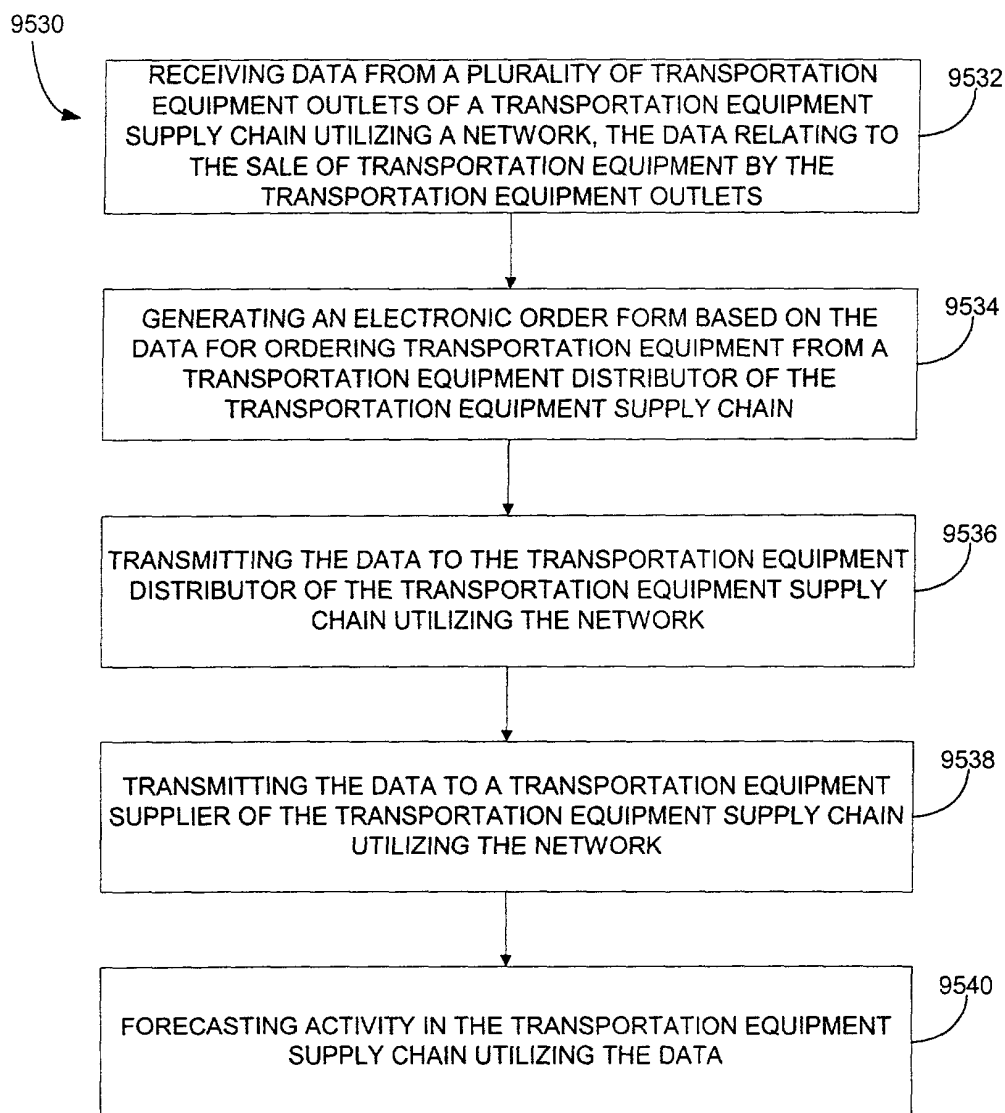 9530
RECEIVING DATA FROM A PLURALITY OF TRANSPORTATION
EQUIPMENT OUTLETS OF A TRANSPORTATION EQUIPMENT
SUPPLY CHAIN UTILIZING A NETWORK, THE DATA RELATING TO
THE SALE OF TRANSPORTATION EQUIPMENT BY THE
TRANSPORTATION EQUIPMENT OUTLETS
9532
GENERATING AN ELECTRONIC ORDER FORM BASED ON THE
DATA FOR ORDERING TRANSPORTATION EQUIPMENT FROM A
TRANSPORTATION EQUIPMENT DISTRIBUTOR OF THE
TRANSPORTATION EQUIPMENT SUPPLY CHAIN
9534
TRANSMITTING THE DATA TO THE TRANSPORTATION EQUIPMENT
DISTRIBUTOR OF THE TRANSPORTATION EQUIPMENT SUPPLY
CHAIN UTILIZING THE NETWORK
9536
TRANSMITTING THE DATA TO A TRANSPORTATION EQUIPMENT
SUPPLIER OF THE TRANSPORTATION EQUIPMENT SUPPLY CHAIN
UTILIZING THE NETWORK
9538
FORECASTING ACTIVITY IN THE TRANSPORTATION EQUIPMENT
SUPPLY CHAIN UTILIZING THE DATA
9540